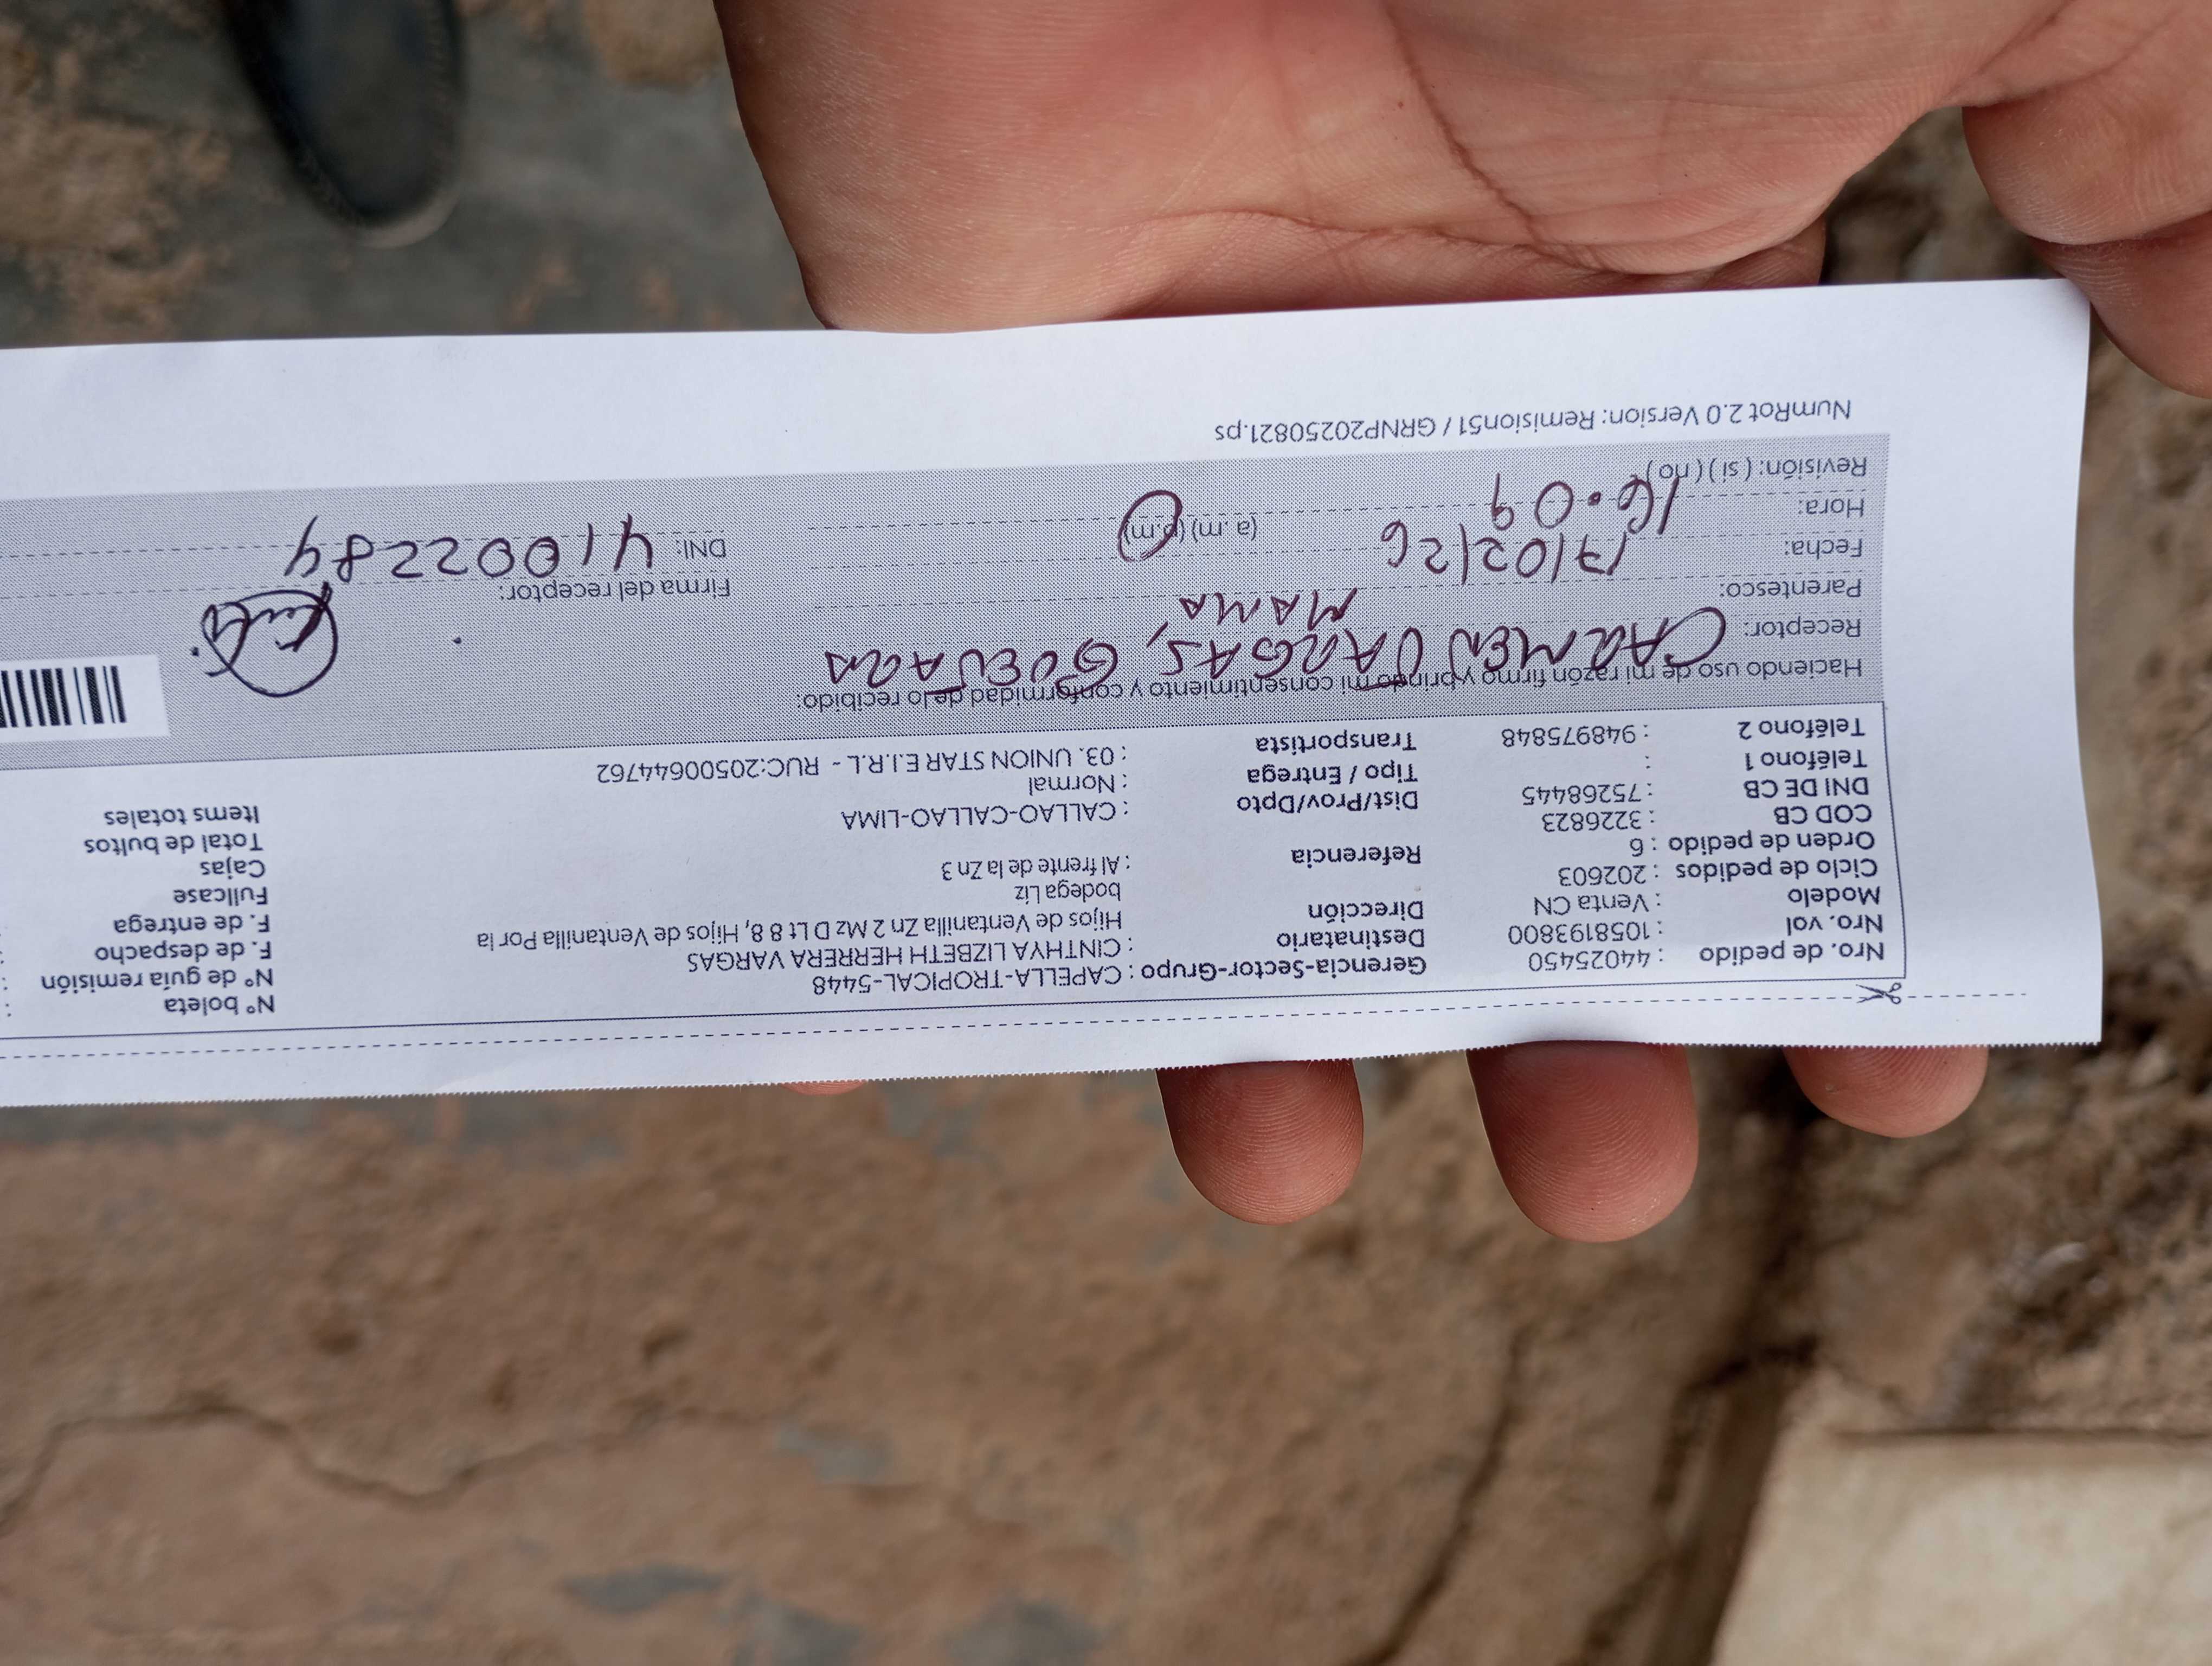 Nro. de pedido : 44025450 Gerencia-Sector-Grupo : CAPELLA-TROPICAL-5448 N° boleta :
Nro. vol : 1058193800 Destinatario : CINTHYA LIZBETH HERRERA VARGAS N° de guía remisión :
Modelo : Venta CN Dirección Hijos de Ventanilla Zn 2 Mz D Lt 8 8, Hijos de Ventanilla Por la F. de despacho :
bodega Líz F. de entrega :
Ciclo de pedidos : 202603 Referencia : Al frente de la Zn 3 Fullcase
Orden de pedido : 6 Cajas
COD CB : 3226823 Dist/Prov/Dpto : CALLAO-CALLAO-LIMA Total de bultos
DNI DE CB : 75268445 Tipo / Entrega : Normal Items totales
Teléfono 1 : Transportista : 03. UNION STAR E.I.R.L - RUC:20500644762
Teléfono 2 : 948975848
Haciendo uso de mi razón firmo y brindo mi consentimiento y conformidad de lo recibido:
Receptor: CARMEN VARGAS, GUEVARA
Parentesco: MAMA Firma del receptor:
Fecha: 17/02/26 DNI: 41002284
Hora: 16.09 (a. m) (p.m)
Revisión: ( si ) ( no )
NumRot 2.0 Version: Remision51 / GRNP20250821.ps